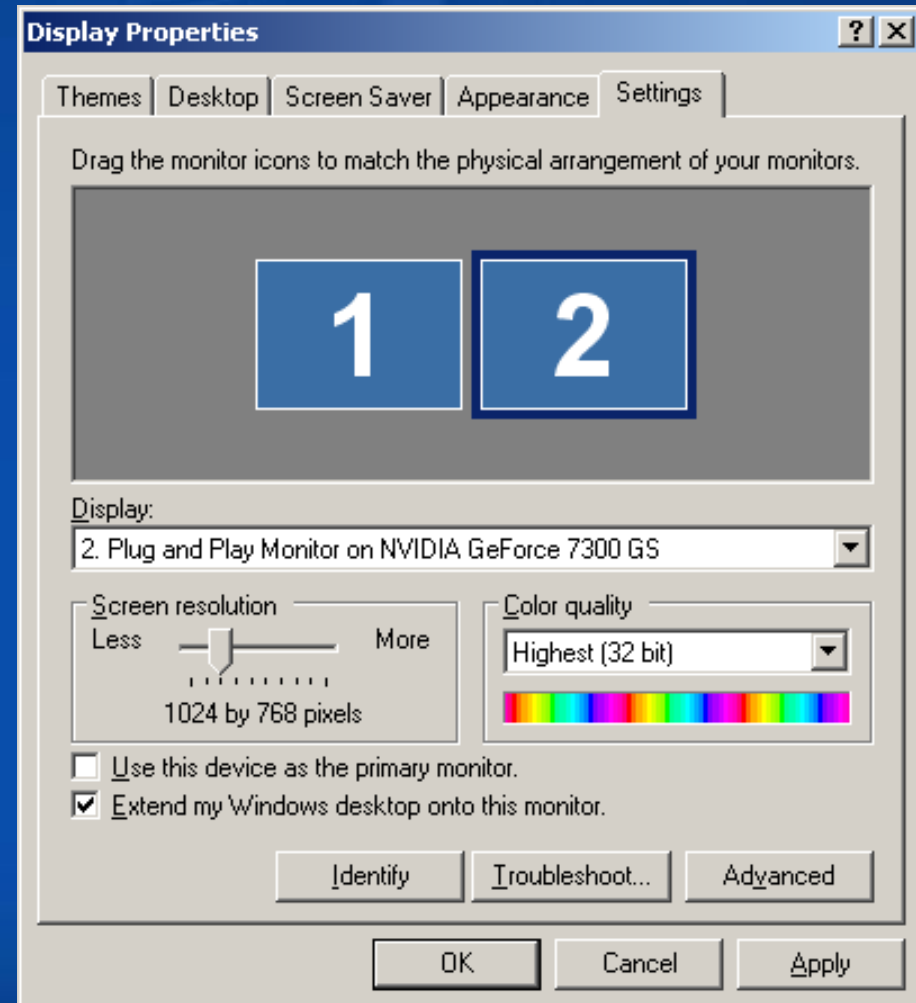 Display Properties
Themes Desktop Screen Saver Appearance Settings
Drag the monitor icons to match the physical arrangement of your monitors.
1 2
Display:
2. Plug and Play Monitor on NVIDIA GeForce 7300 GS
Screen resolution Color quality
Less More Highest (32 bit)
1024 by 768 pixels
Use this device as the primary monitor.
Extend my Windows desktop onto this monitor.
Identify Troubleshoot... Advanced
OK Cancel Apply